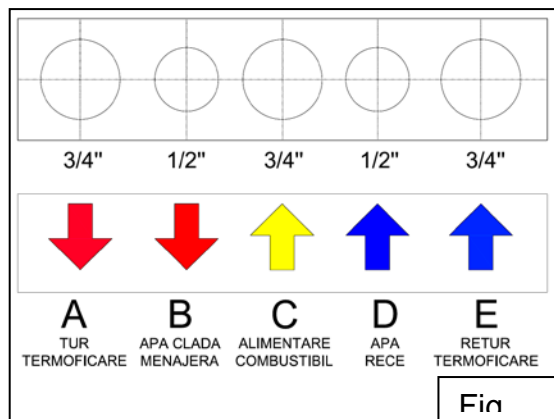 3/4" 1/2" 3/4" 1/2" 3/4"
A B C D E
TUR TERMOFICARE
APA CLADA MENAJERA
ALIMENTARE COMBUSTIBIL
APA RECE
RETUR TERMOFICARE
Fig